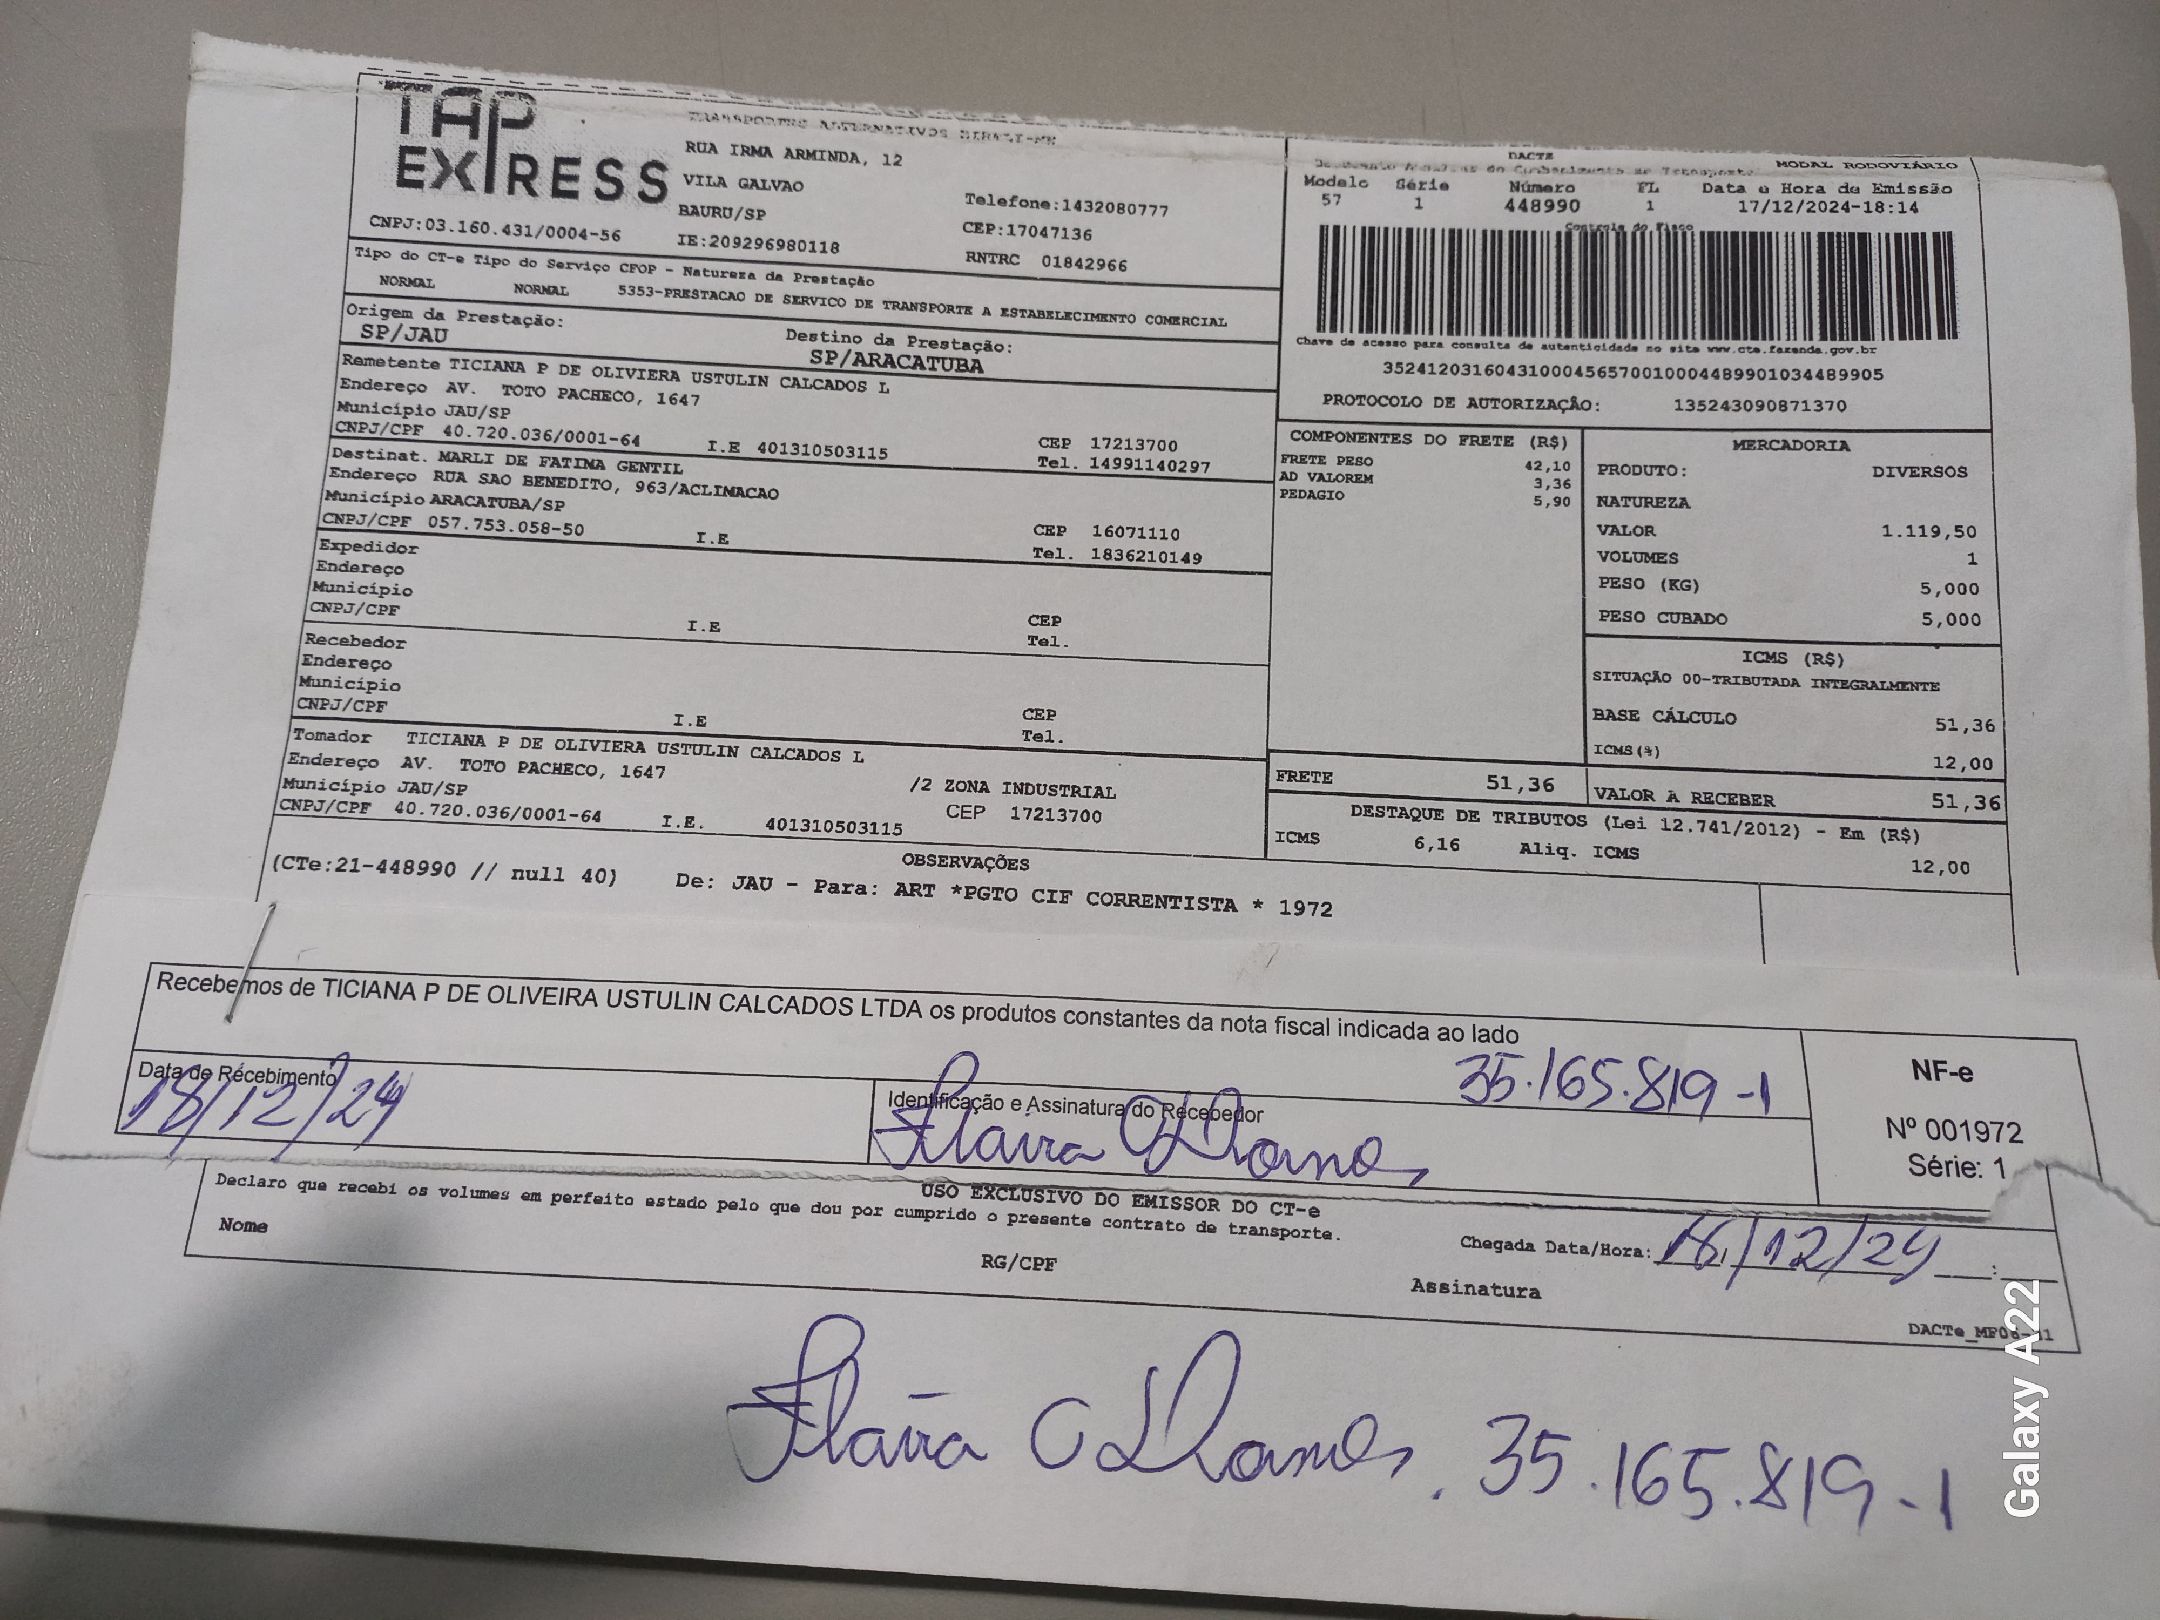 TAP
EXPRESS
CNPJ:03.160.431/0004-56
TRANSPORTES ALTERNATIVOS EIRELI-ME
RUA IRMA ARMINDA, 12
VILA GALVAO
BAURU/SP
IE:209296980118
Telefone:1432080777
CEP:17047136
RNTRC 01842966
DACTE
MODAL RODOVIÁRIO
Modelo Série Número FL Data e Hora de Emissão
57 1 448990 1 17/12/2024-18:14
Controle do Fisco
Chave de acesso para consulta de autenticidade no site www.cte.fazenda.gov.br
35241203160431000456570010004489901034489905
PROTOCOLO DE AUTORIZAÇÃO: 135243090871370
Tipo do CT-e Tipo do Serviço CFOP - Natureza da Prestação
NORMAL NORMAL 5353-PRESTACAO DE SERVICO DE TRANSPORTE A ESTABELECIMENTO COMERCIAL
Origem da Prestação: Destino da Prestação:
SP/JAU SP/ARACATUBA
Remetente TICIANA P DE OLIVIERA USTULIN CALCADOS L
Endereço AV. TOTO PACHECO, 1647
Município JAU/SP CEP 17213700
CNPJ/CPF 40.720.036/0001-64 I.E 401310503115 Tel. 14991140297
Destinat. MARLI DE FATIMA GENTIL
Endereço RUA SAO BENEDITO, 963/ACLIMACAO
Município ARACATUBA/SP CEP 16071110
CNPJ/CPF 057.753.058-50 I.E Tel. 1836210149
Expedidor
Endereço
Município CEP
CNPJ/CPF I.E Tel.
Recebedor
Endereço
Município CEP
CNPJ/CPF I.E Tel.
Tomador TICIANA P DE OLIVIERA USTULIN CALCADOS L
Endereço AV. TOTO PACHECO, 1647 /2 ZONA INDUSTRIAL
Município JAU/SP CEP 17213700
CNPJ/CPF 40.720.036/0001-64 I.E. 401310503115
COMPONENTES DO FRETE (R$)
FRETE PESO 42,10
AD VALOREM 3,36
PEDAGIO 5,90
MERCADORIA
PRODUTO: DIVERSOS
NATUREZA
VALOR 1.119,50
VOLUMES 1
PESO (KG) 5,000
PESO CUBADO 5,000
ICMS (R$)
SITUAÇÃO 00-TRIBUTADA INTEGRALMENTE
BASE CÁLCULO 51,36
ICMS(%) 12,00
FRETE 51,36 VALOR A RECEBER 51,36
DESTAQUE DE TRIBUTOS (Lei 12.741/2012) - Em (R$)
ICMS 6,16 Aliq. ICMS 12,00
OBSERVAÇÕES
(CTe:21-448990 // null 40) De: JAU - Para: ART *PGTO CIF CORRENTISTA * 1972
Recebemos de TICIANA P DE OLIVEIRA USTULIN CALCADOS LTDA os produtos constantes da nota fiscal indicada ao lado
35.165.819-1
Data de Recebimento
18/12/24
Identificação e Assinatura do Recebedor
NF-e
Nº 001972
Série: 1
USO EXCLUSIVO DO EMISSOR DO CT-e
Declaro que recebi os volumes em perfeito estado pelo que dou por cumprido o presente contrato de transporte.
Nome RG/CPF Assinatura
Chegada Data/Hora: 18/12/24 :
Flávia
35.165.819-1
Galaxy A22